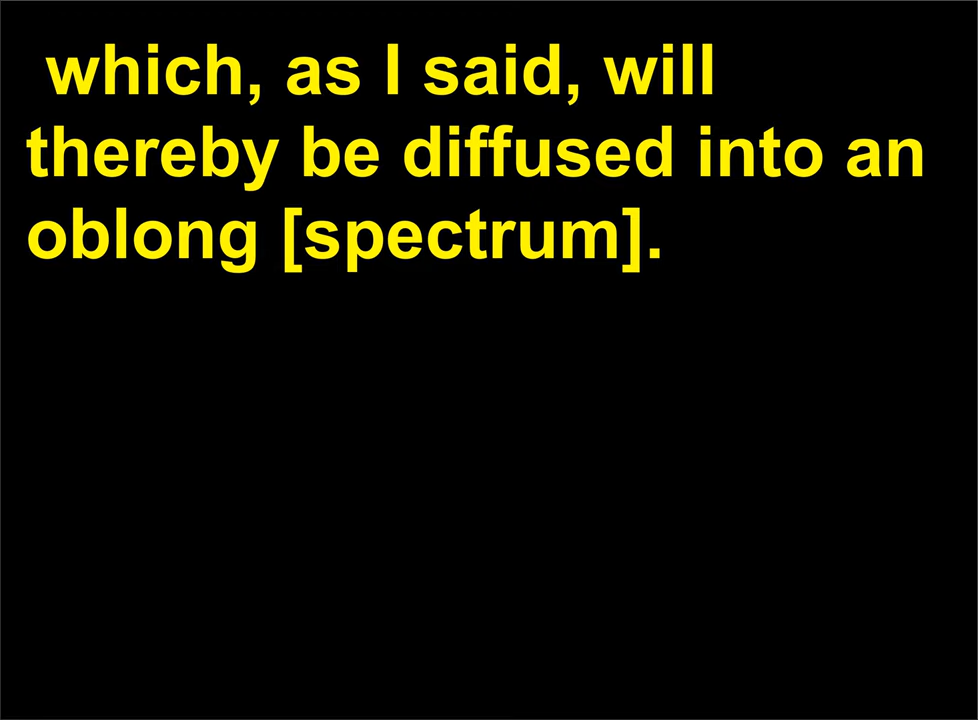 which, as I said, will
thereby be diffused into an
oblong [spectrum].